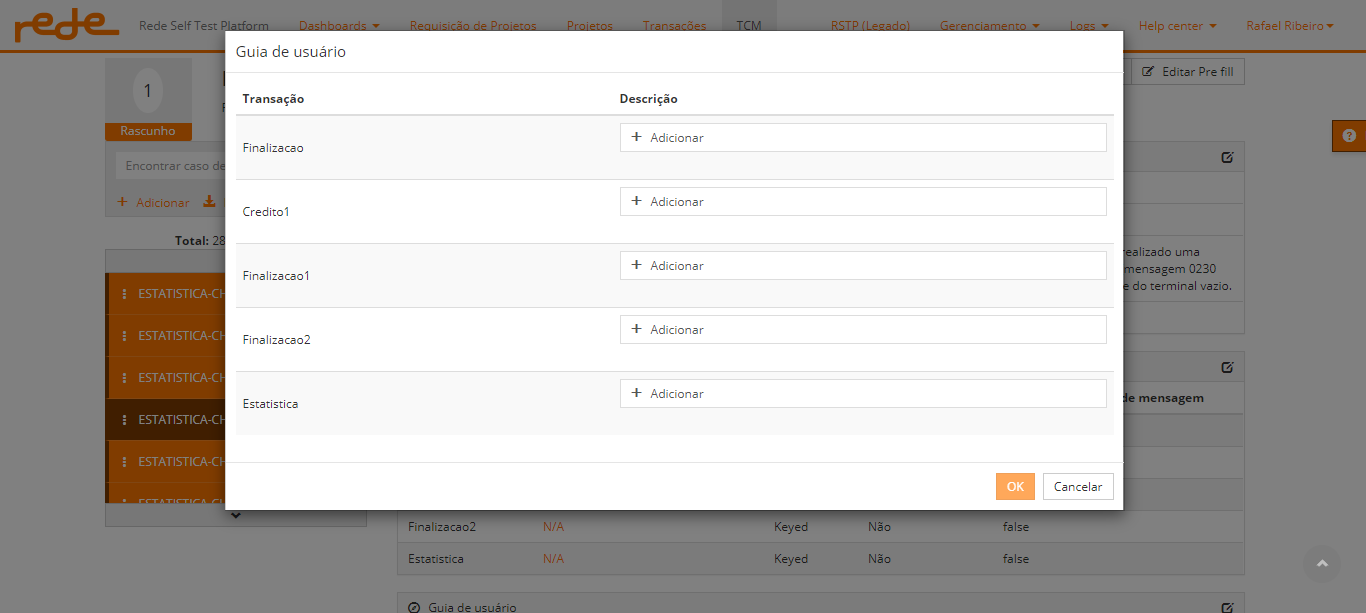 rede Rede Self Test Platform Dashboards Requisição de Projetos Projetos Transações TCM RSTP (Legado) Gerenciamento Logs Help center Rafael Ribeiro
Guia de usuário
1
Editar Pre fill
Transação Descrição
Rascunho
Finalizacao + Adicionar
Encontrar caso de
+ Adicionar
Credito1 + Adicionar
Total: 28
Finalizacao1 + Adicionar
realizado uma
mensagem 0230
e do terminal vazio.
ESTATISTICA-CH
Finalizacao2 + Adicionar
ESTATISTICA-CH
ESTATISTICA-CH
Estatistica + Adicionar
de mensagem
ESTATISTICA-CH
ESTATISTICA-CH
OK Cancelar
ESTATISTICA-CH
Finalizacao2 N/A Keyed Não false
Estatistica N/A Keyed Não false
Guia de usuário